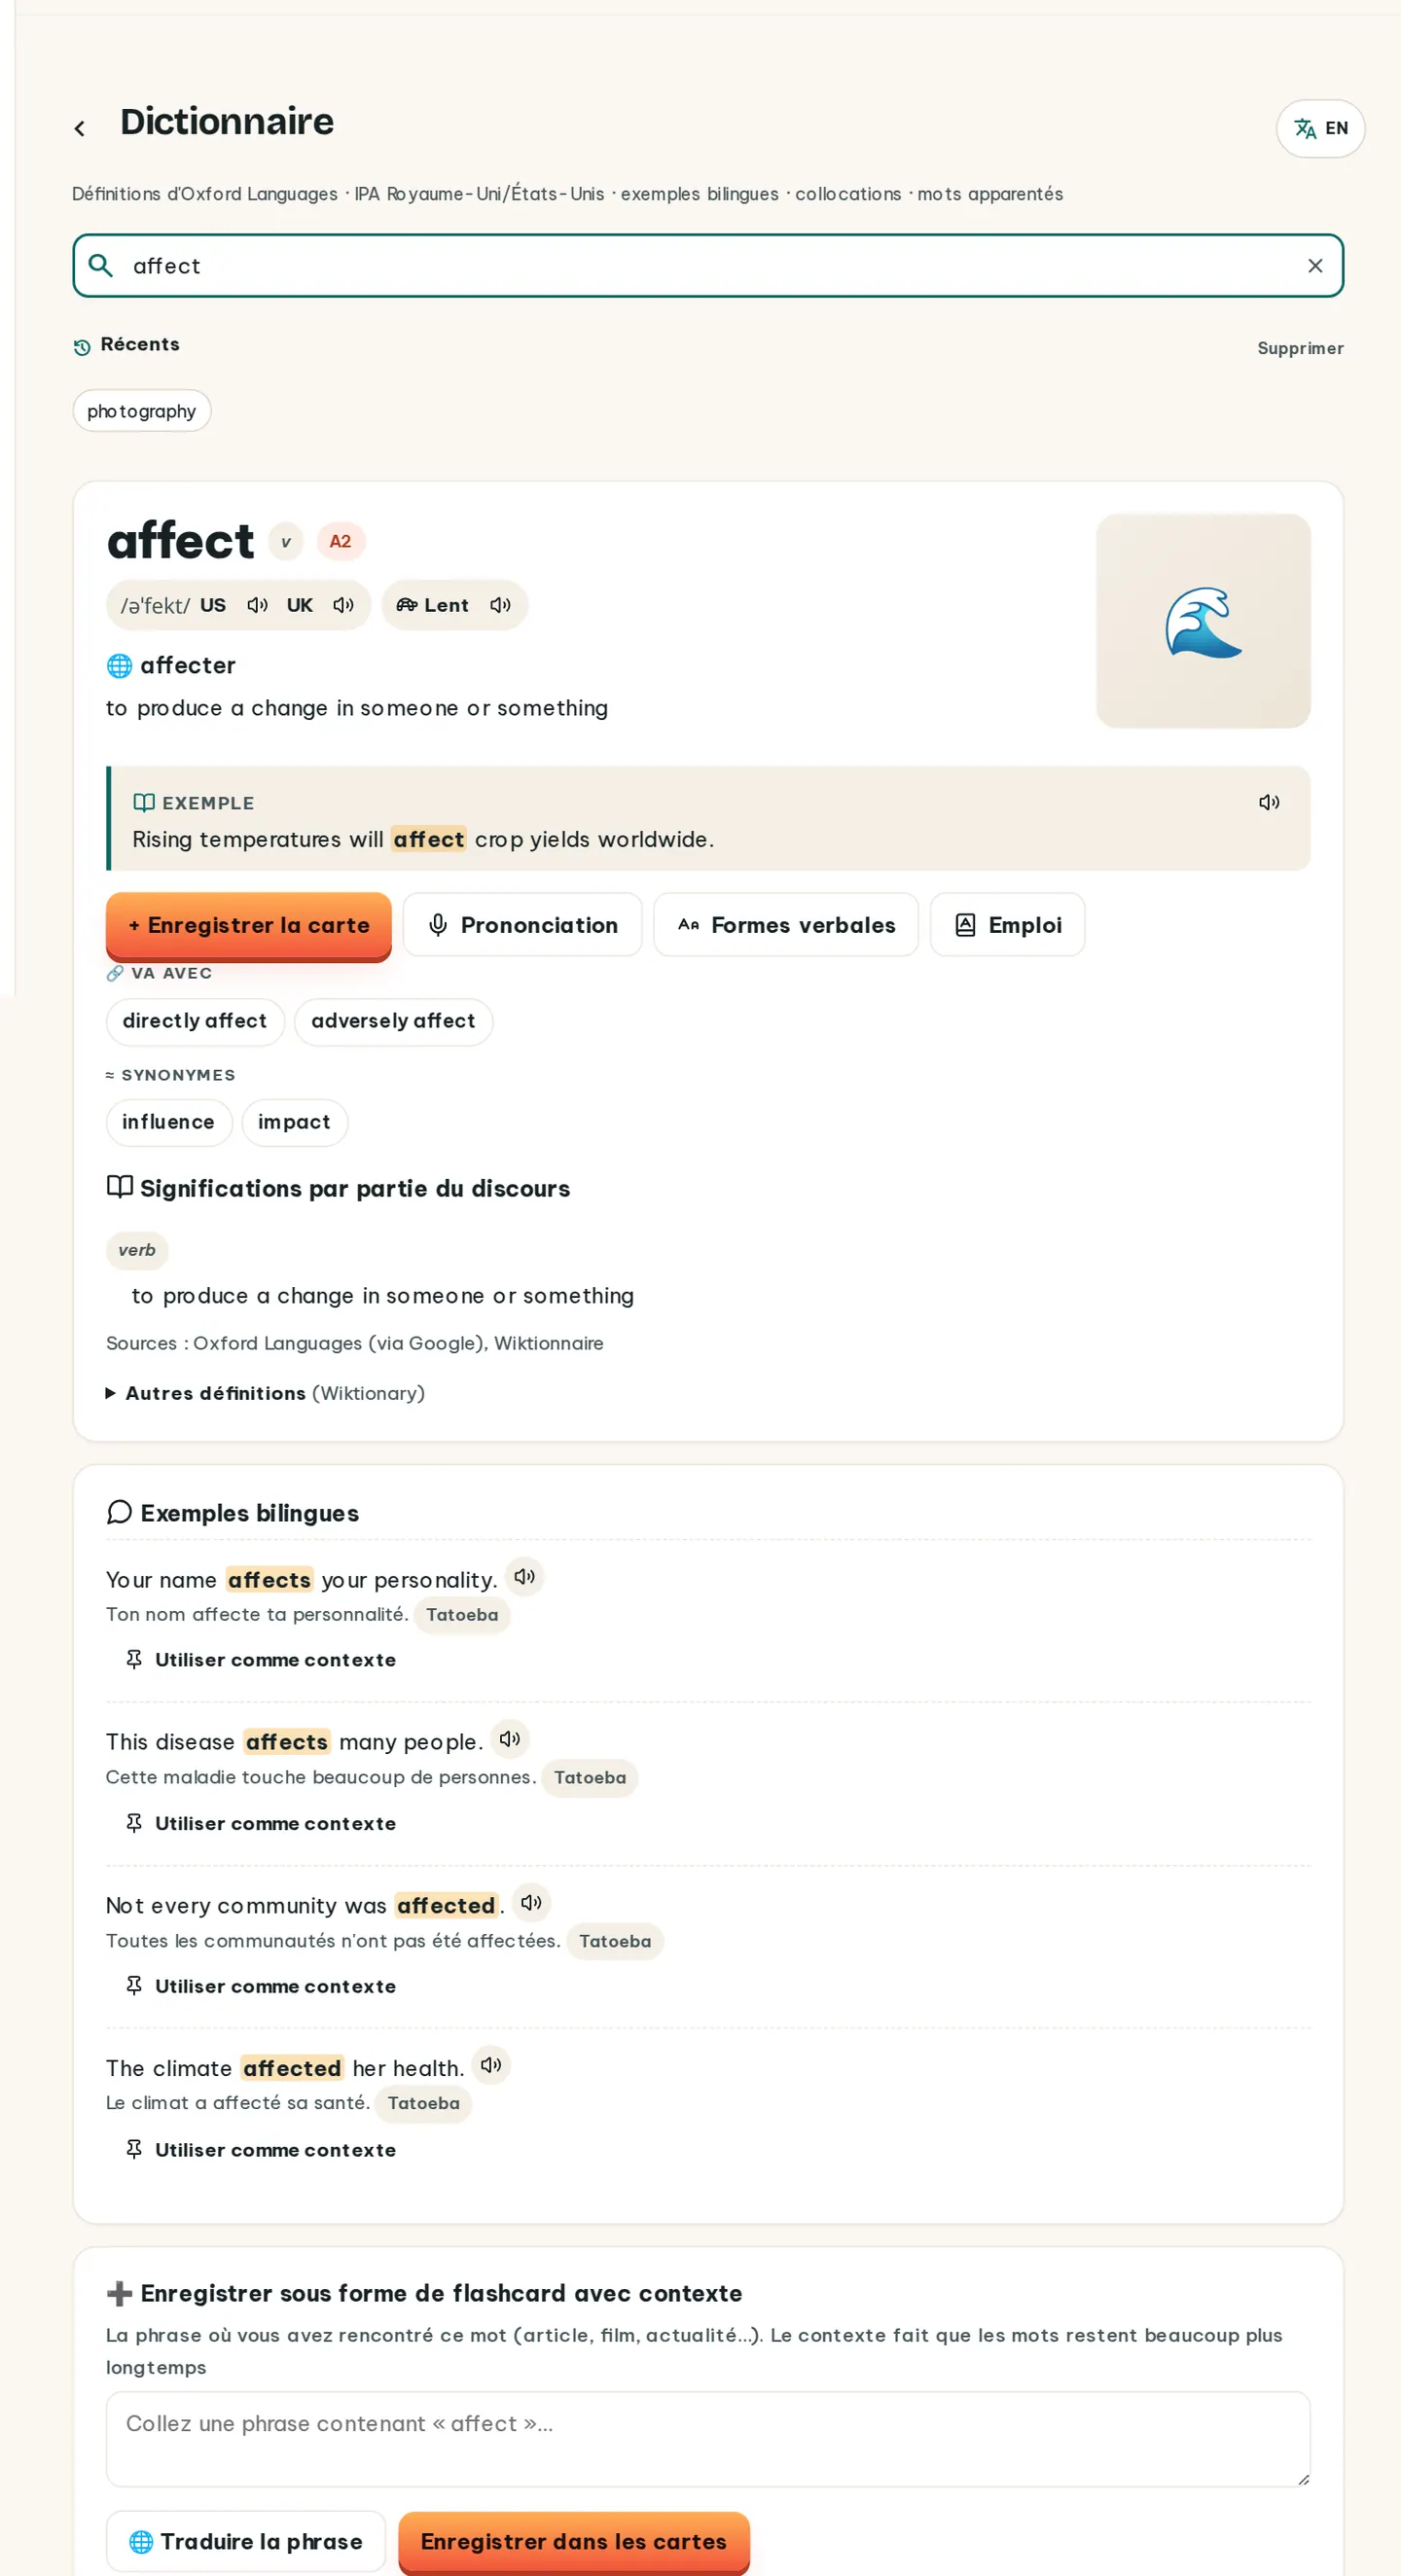 Dictionnaire
EN
Définitions d'Oxford Languages · IPA Royaume-Uni/États-Unis · exemples bilingues · collocations · mots apparentés
affect
Récents
Supprimer
photography
affect v A2
/ə'fekt/ US UK Lent
affecter
to produce a change in someone or something
EXEMPLE
Rising temperatures will affect crop yields worldwide.
+ Enregistrer la carte
Prononciation
Formes verbales
Emploi
VA AVEC
directly affect
adversely affect
≈ SYNONYMES
influence
impact
Significations par partie du discours
verb
to produce a change in someone or something
Sources : Oxford Languages (via Google), Wiktionnaire
Autres définitions (Wiktionary)
Exemples bilingues
Your name affects your personality.
Ton nom affecte ta personnalité. Tatoeba
Utiliser comme contexte
This disease affects many people.
Cette maladie touche beaucoup de personnes. Tatoeba
Utiliser comme contexte
Not every community was affected.
Toutes les communautés n'ont pas été affectées. Tatoeba
Utiliser comme contexte
The climate affected her health.
Le climat a affecté sa santé. Tatoeba
Utiliser comme contexte
Enregistrer sous forme de flashcard avec contexte
La phrase où vous avez rencontré ce mot (article, film, actualité…). Le contexte fait que les mots restent beaucoup plus
longtemps
Collez une phrase contenant « affect »…
Traduire la phrase
Enregistrer dans les cartes